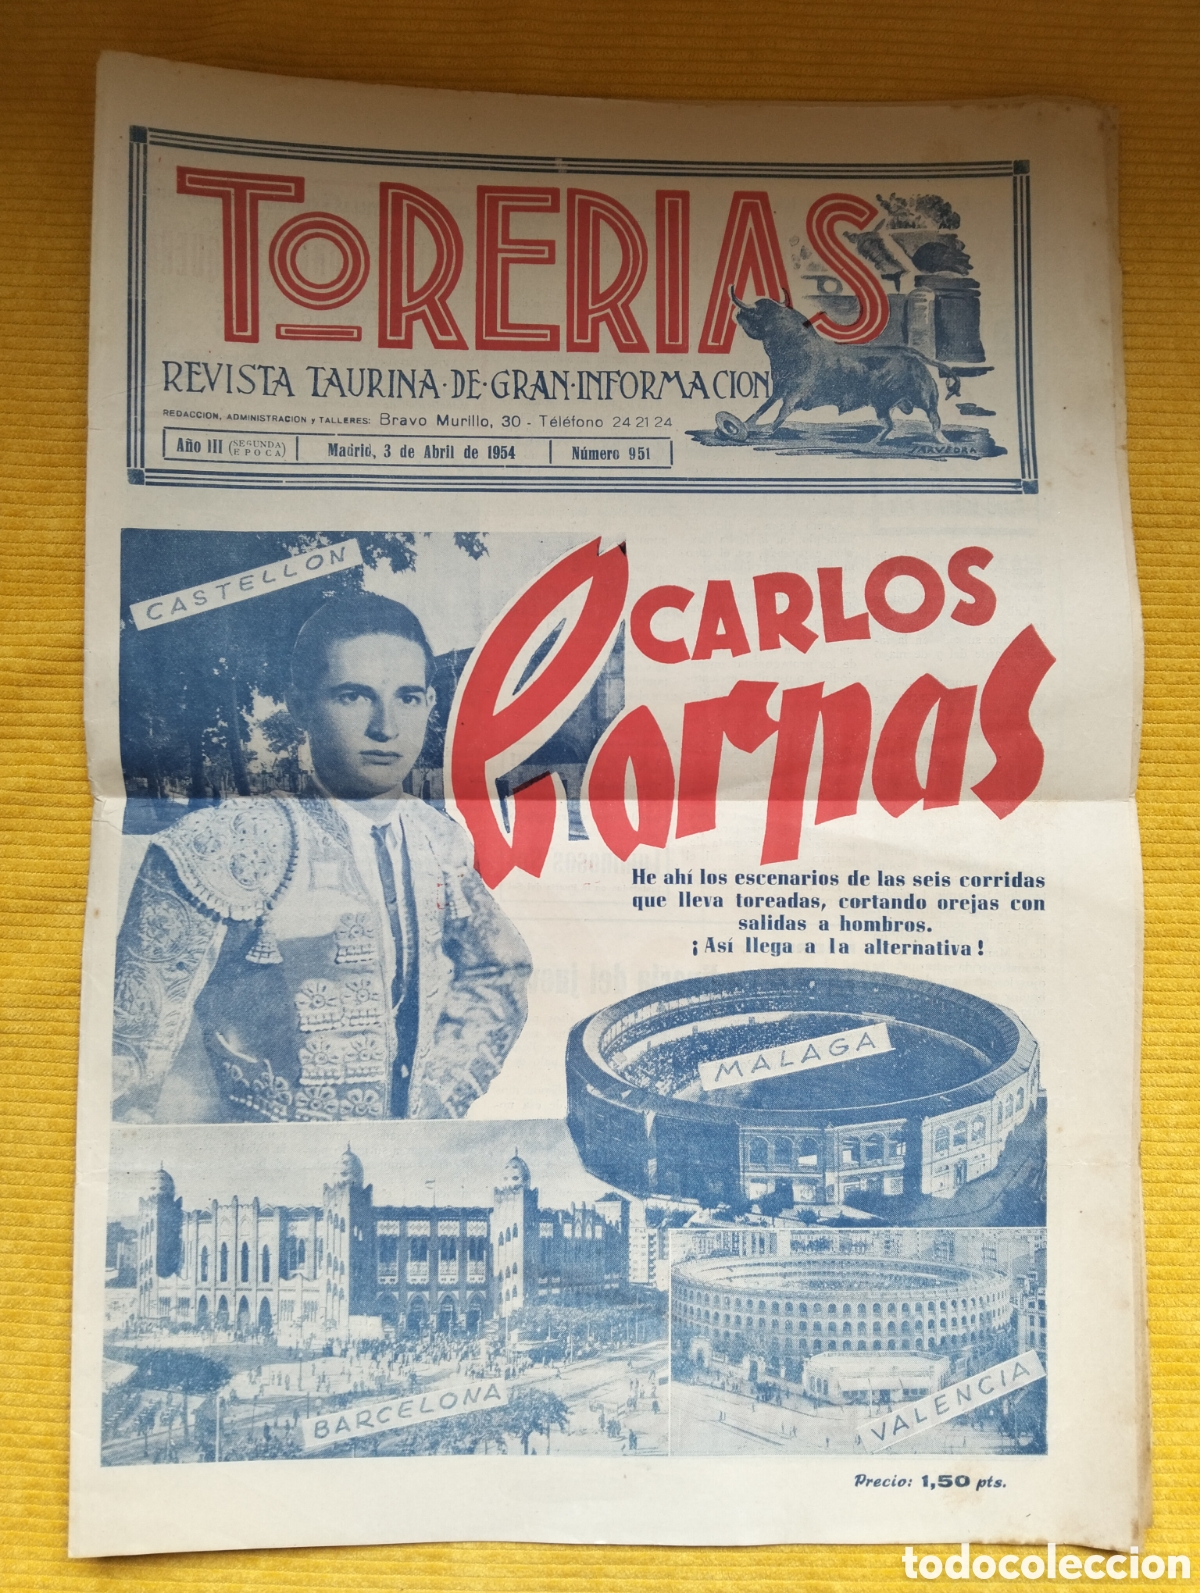 TORERIAS
REVISTA TAURINA·DE·GRAN·INFORMACION
REDACCION, ADMINISTRACION y TALLERES: Bravo Murillo, 30 - Téléfono 24 21 24
Año III (SEGUNDA EPOCA) | Madrid, 3 de Abril de 1954 | Número 951
SAAVEDRA
CASTELLON
CARLOS
Corpas
He ahí los escenarios de las seis corridas
que lleva toreadas, cortando orejas con
salidas a hombros.
¡Así llega a la alternativa!
MALAGA
BARCELONA
VALENCIA
Precio: 1,50 pts.
todocoleccion